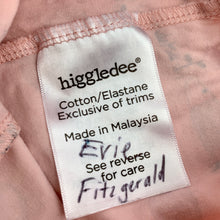 higgledee®
Cotton/Elastane
Exclusive of trims
Made in Malaysia
Evie
See reverse
for care
Fitzgerald